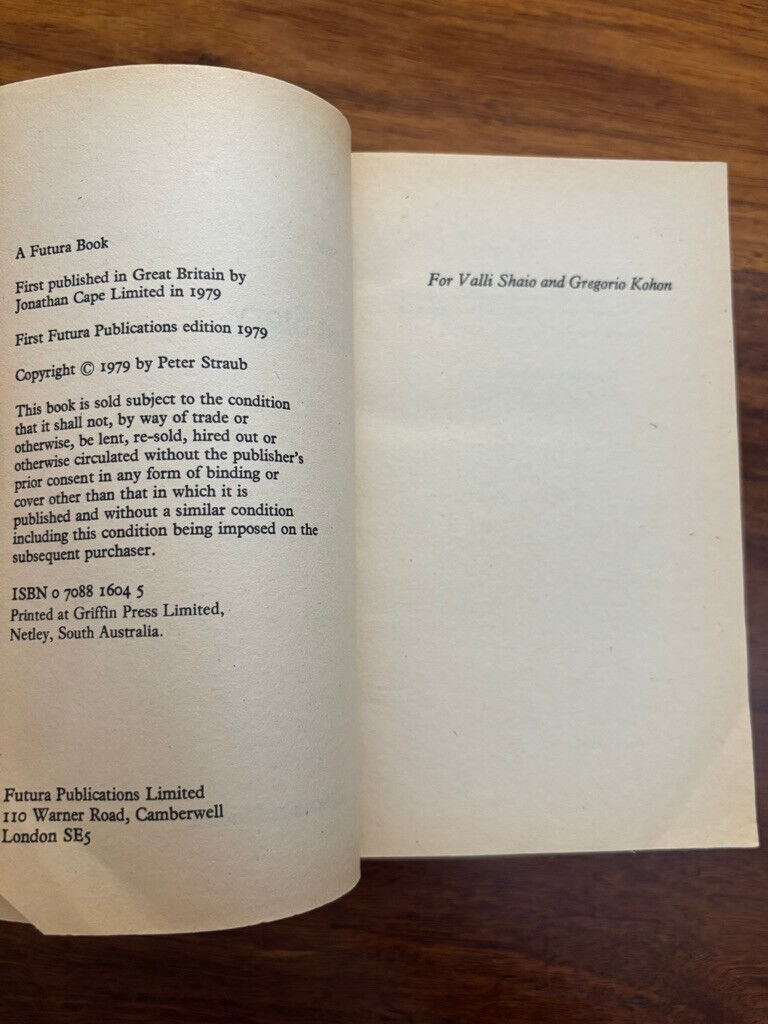 A Futura Book
First published in Great Britain by
Jonathan Cape Limited in 1979
First Futura Publications edition 1979
Copyright © 1979 by Peter Straub
This book is sold subject to the condition
that it shall not, by way of trade or
otherwise, be lent, re-sold, hired out or
otherwise circulated without the publisher's
prior consent in any form of binding or
cover other than that in which it is
published and without a similar condition
including this condition being imposed on the
subsequent purchaser.
ISBN 0 7088 1604 5
Printed at Griffin Press Limited,
Netley, South Australia.
Futura Publications Limited
110 Warner Road, Camberwell
London SE5
For Valli Shaio and Gregorio Kohon